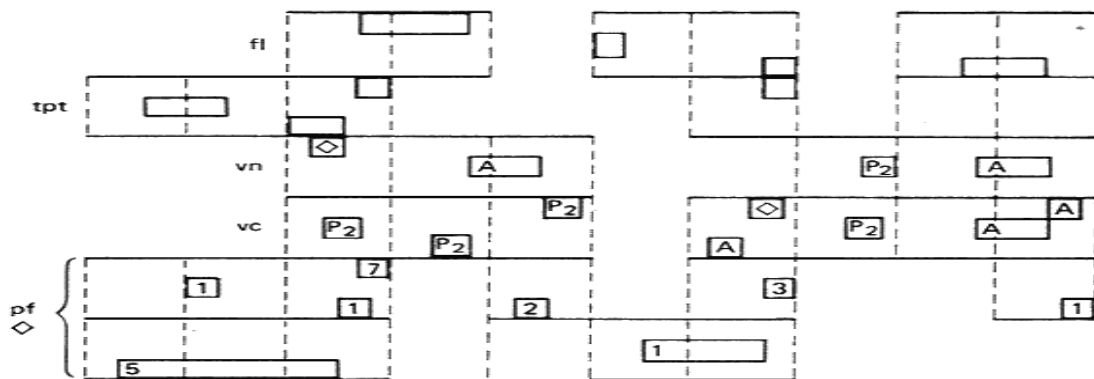 fl
tpt
◇
vn A P₂ A
P₂ ◇ A
vc P₂ P₂ A
P₂ A
7
1 3
pf 1 2 1
◇
1
5